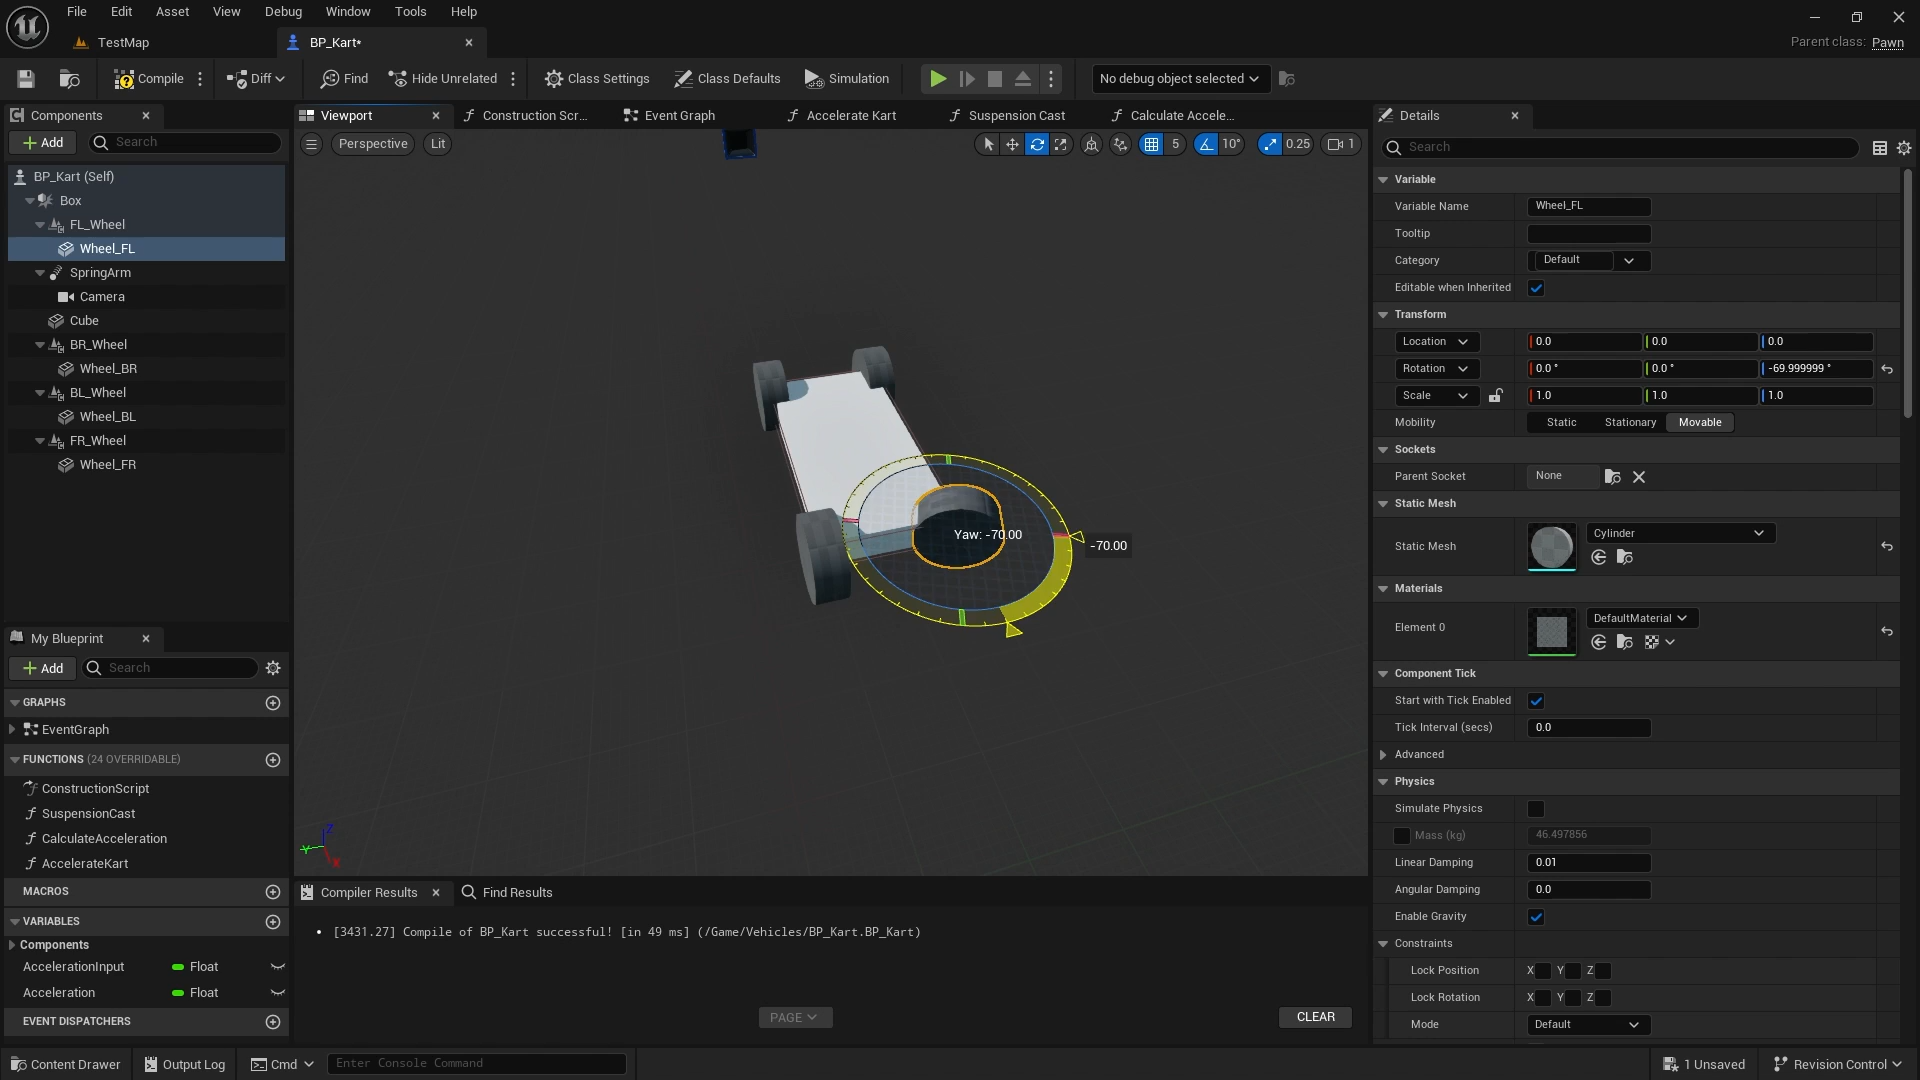 File Edit Asset View Debug Window Tools Help
TestMap BP_Kart*
Parent class: Pawn
Compile Diff Find Hide Unrelated Class Settings Class Defaults Simulation No debug object selected
Components
Add Search
BP_Kart (Self)
Box
FL_Wheel
Wheel_FL
SpringArm
Camera
Cube
BR_Wheel
Wheel_BR
BL_Wheel
Wheel_BL
FR_Wheel
Wheel_FR
My Blueprint
Add Search
GRAPHS
EventGraph
FUNCTIONS (24 OVERRIDABLE)
ConstructionScript
SuspensionCast
CalculateAcceleration
AccelerateKart
MACROS
VARIABLES
Components
AccelerationInput Float
Acceleration Float
EVENT DISPATCHERS
Viewport Construction Scr... Event Graph Accelerate Kart Suspension Cast Calculate Accele...
Perspective Lit 5 10° 0.25 1
Yaw: -70.00
-70.00
Z
Y
X
Compiler Results Find Results
• [3431.27] Compile of BP_Kart successful! [in 49 ms] (/Game/Vehicles/BP_Kart.BP_Kart)
PAGE CLEAR
Details
Search
Variable
Variable Name Wheel_FL
Tooltip
Category Default
Editable when Inherited
Transform
Location 0.0 0.0 0.0
Rotation 0.0 ° 0.0 ° -69.999999 °
Scale 1.0 1.0 1.0
Mobility Static Stationary Movable
Sockets
Parent Socket None
Static Mesh
Static Mesh Cylinder
Materials
Element 0 DefaultMaterial
Component Tick
Start with Tick Enabled
Tick Interval (secs) 0.0
Advanced
Physics
Simulate Physics
Mass (kg) 46.497856
Linear Damping 0.01
Angular Damping 0.0
Enable Gravity
Constraints
Lock Position X Y Z
Lock Rotation X Y Z
Mode Default
Content Drawer Output Log Cmd Enter Console Command 1 Unsaved Revision Control